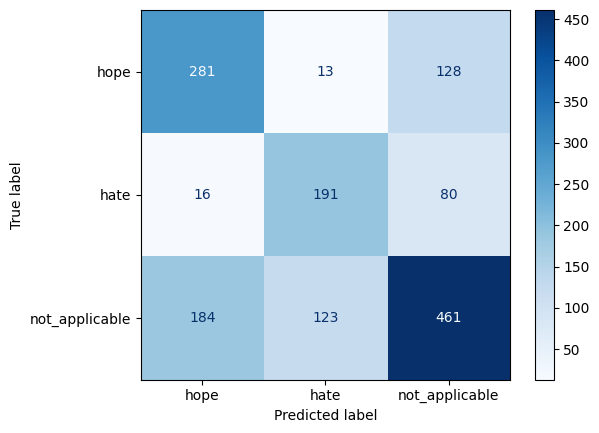 450
hope 281 13 128
400
350
300
True label
hate 16 191 80
250
200
150
not_applicable 184 123 461
100
50
hope hate not_applicable
Predicted label